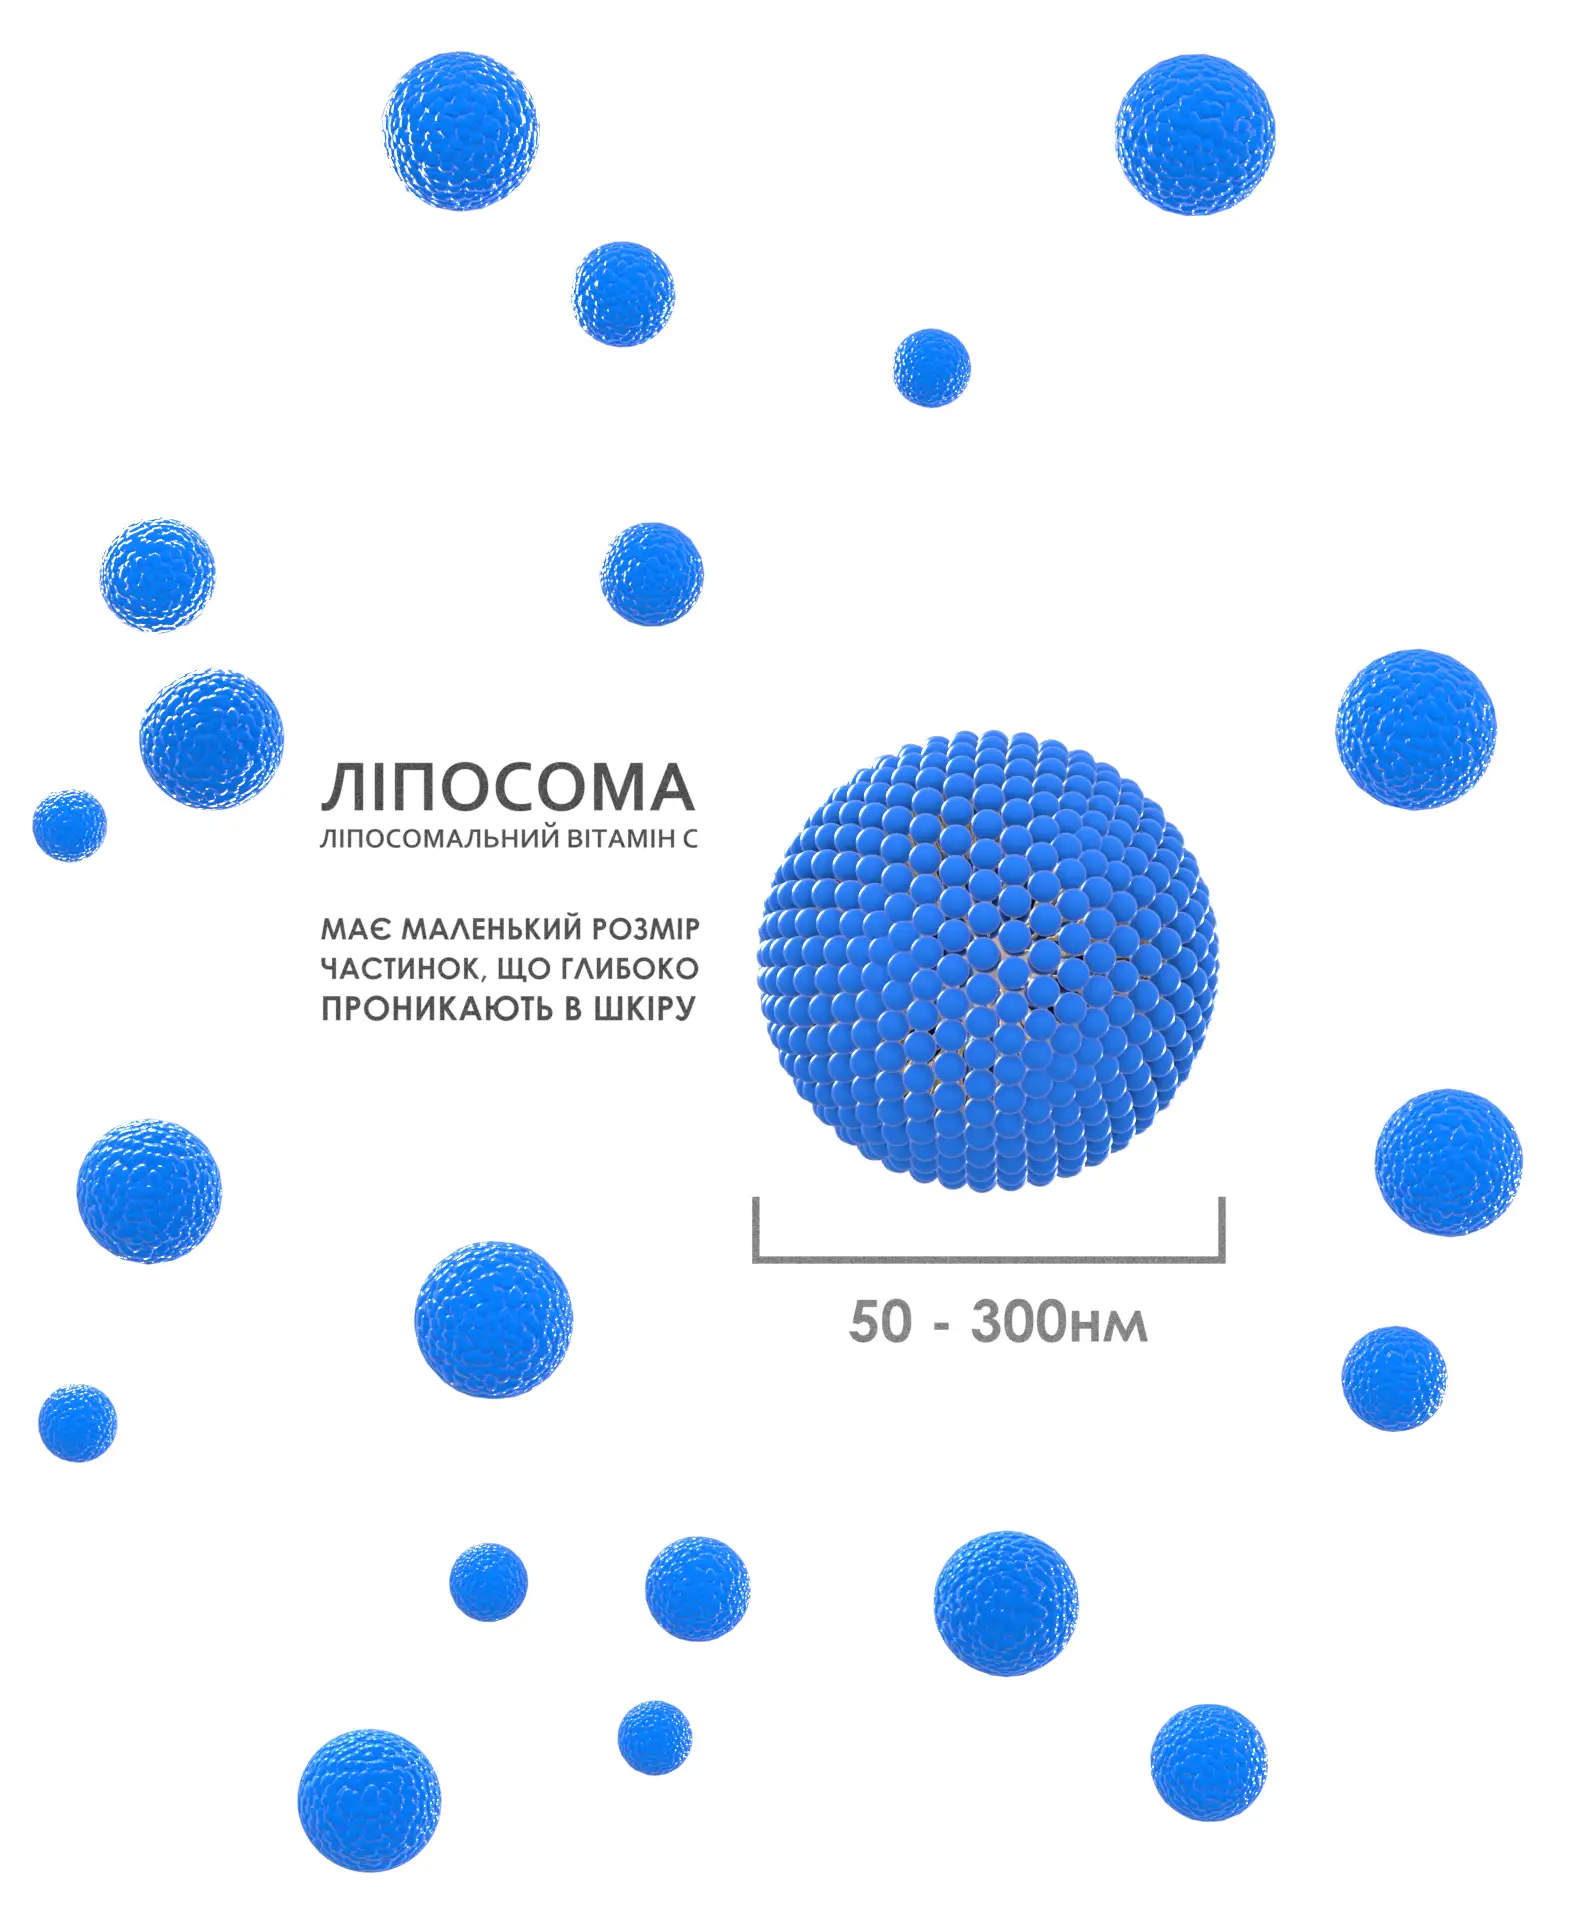 ЛІПОСОМА
ЛІПОСОМАЛЬНИЙ ВІТАМІН С
МАЄ МАЛЕНЬКИЙ РОЗМІР
ЧАСТИНОК, ЩО ГЛИБОКО
ПРОНИКАЮТЬ В ШКІРУ
50 - 300нм